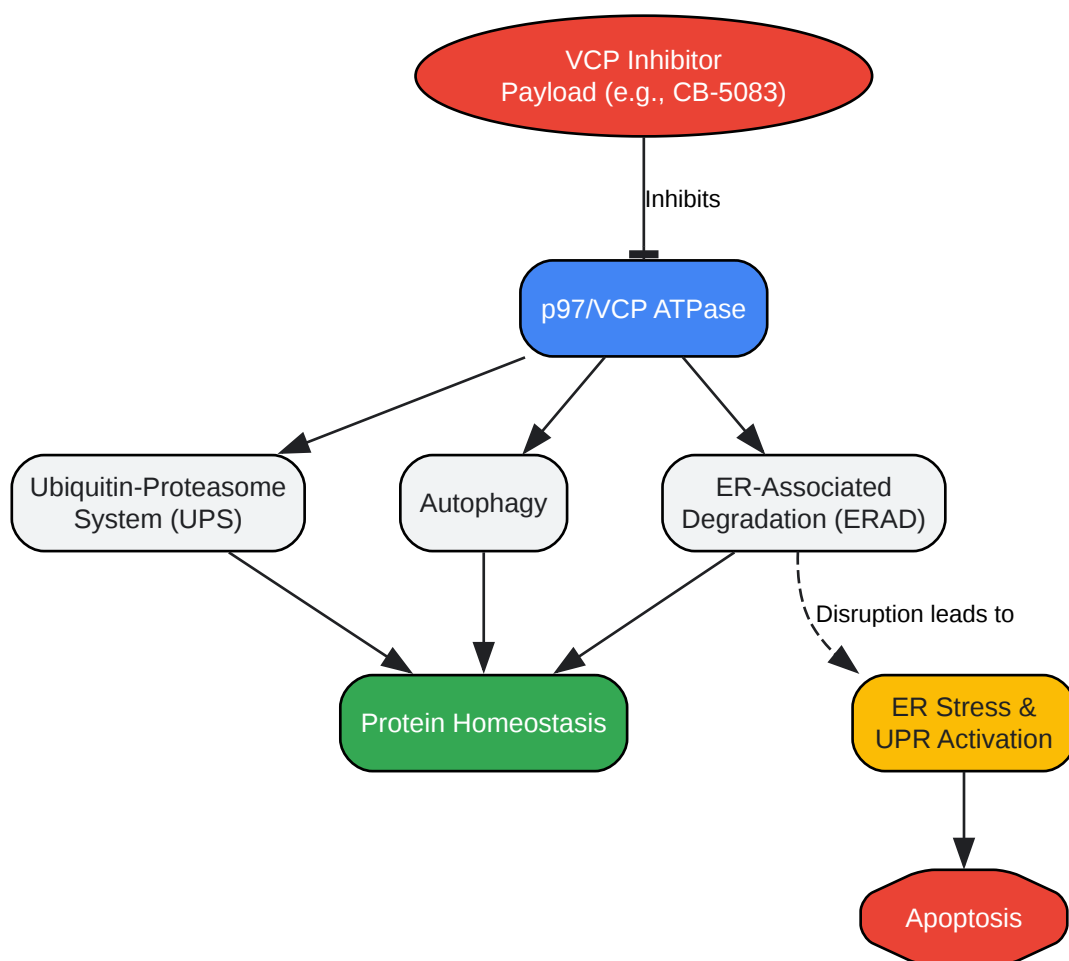 VCP Inhibitor
Payload (e.g., CB-5083)
Inhibits
p97/VCP ATPase
Ubiquitin-Proteasome
System (UPS)
Autophagy
ER-Associated
Degradation (ERAD)
Disruption leads to
Protein Homeostasis
ER Stress &
UPR Activation
Apoptosis